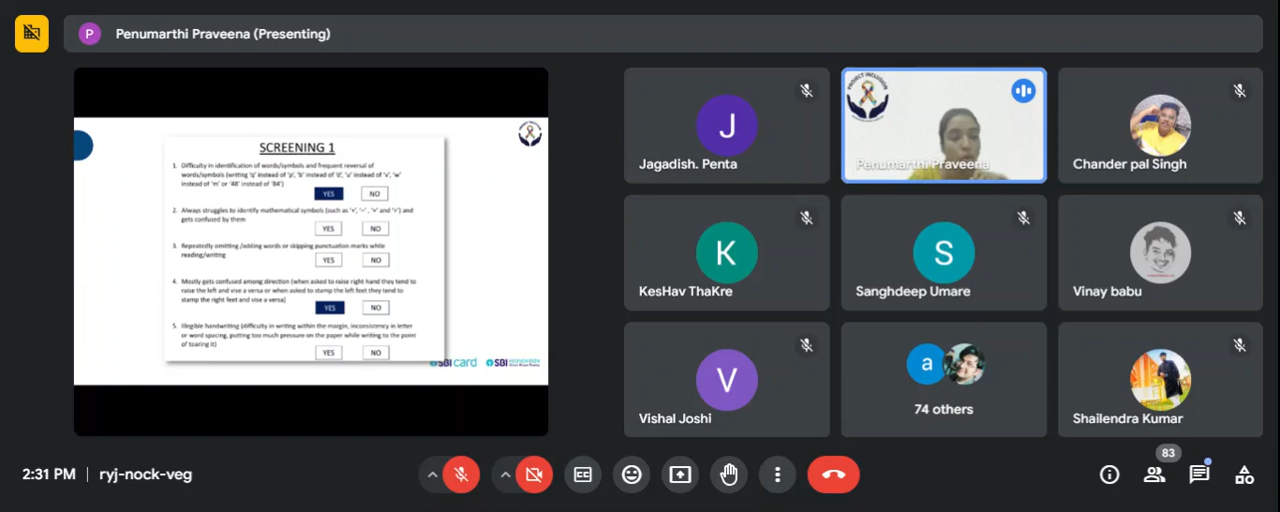 P Penumarthi Praveena (Presenting)
SCREENING 1
1. Difficulty in identification of words/symbols and frequent reversal of
words/symbols (writing 'q' instead of 'p', 'b' instead of 'd', 'u' instead of 'v', 'w'
instead of 'm' or '48' instead of '84')
YES NO
2. Always struggles to identify mathematical symbols (such as
and
gets confused by them
YES NO
3. Repeatedly omitting /adding words or skipping punctuation marks while
reading/writing
YES NO
4. Mostly gets confused among direction (when asked to raise right hand they tend to
raise the left and vise a versa or when asked to stamp the left feet they tend to
stamp the right feet and vise a versa)
YES NO
5. Illegible handwriting (difficulty in writing within the margin, inconsistency in letter
or word spacing, putting too much pressure on the paper while writing to the point
of tearing it)
YES NO
SBI card SBI
J
Jagadish. Penta
PROJECT INCLUSION
Penumarthi Praveena
Chander pal Singh
K
KesHav ThaKre
S
Sanghdeep Umare
Vinay babu
V
Vishal Joshi
a
74 others
Shailendra Kumar
2:31 PM | ryj-nock-veg
CC
83